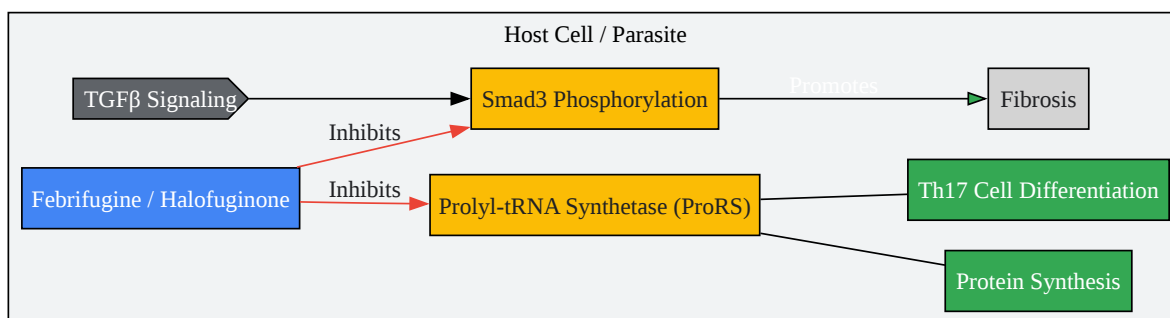 Host Cell / Parasite
TGFβ Signaling
Smad3 Phosphorylation
Promotes
Fibrosis
Inhibits
Febrifugine / Halofuginone
Inhibits
Prolyl-tRNA Synthetase (ProRS)
Th17 Cell Differentiation
Protein Synthesis